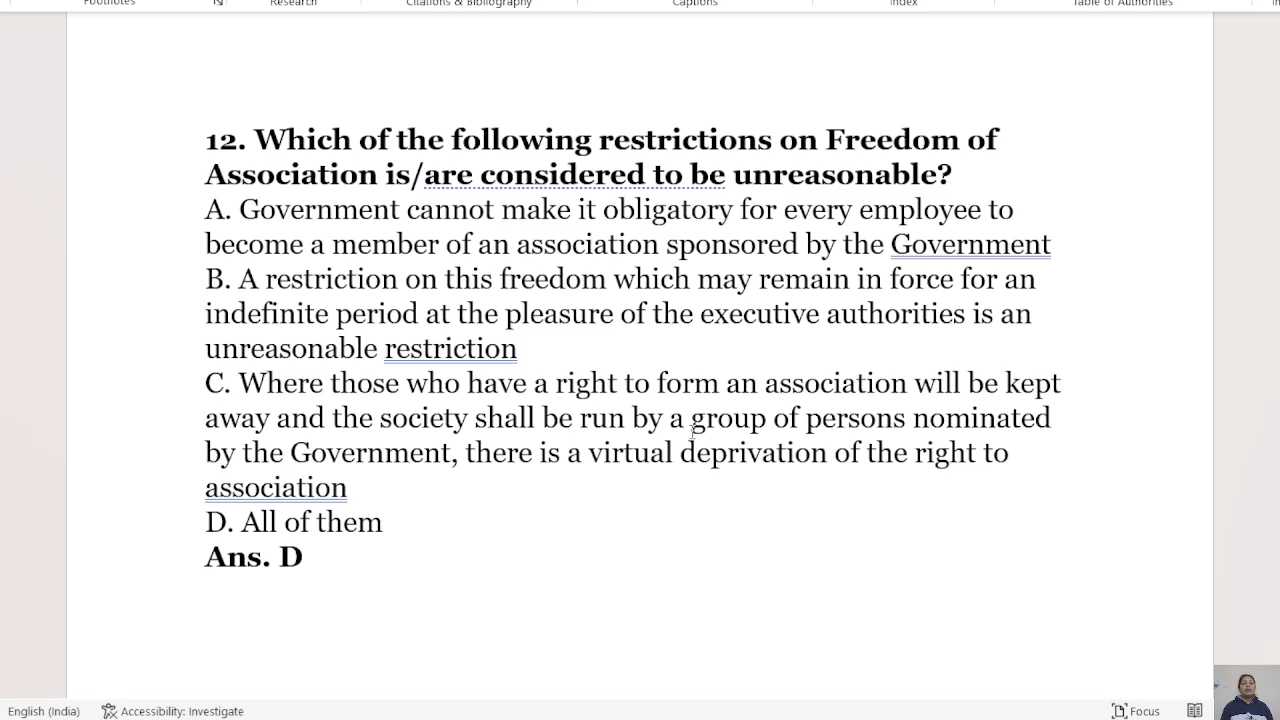 Footnotes Research Citations & Bibliography Captions Index Table of Authorities
12. Which of the following restrictions on Freedom of
Association is/are considered to be unreasonable?
A. Government cannot make it obligatory for every employee to
become a member of an association sponsored by the Government
B. A restriction on this freedom which may remain in force for an
indefinite period at the pleasure of the executive authorities is an
unreasonable restriction
C. Where those who have a right to form an association will be kept
away and the society shall be run by a group of persons nominated
by the Government, there is a virtual deprivation of the right to
association
D. All of them
Ans. D
English (India) Accessibility: Investigate Focus